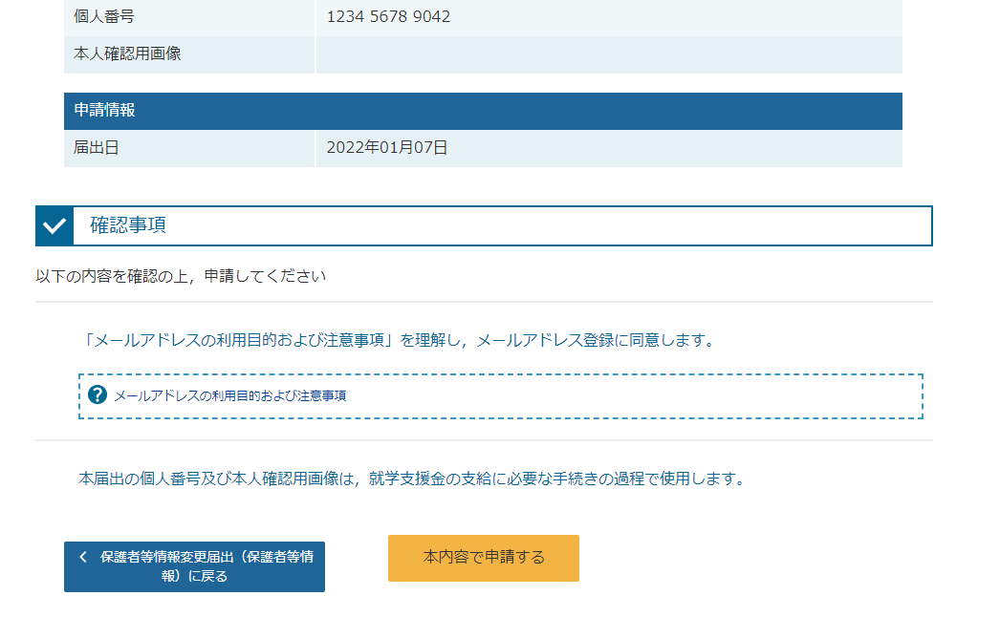 個人番号 1234 5678 9042
本人確認用画像
申請情報
届出日 2022年01月07日
確認事項
以下の内容を確認の上，申請してください
「メールアドレスの利用目的および注意事項」を理解し，メールアドレス登録に同意します。
? メールアドレスの利用目的および注意事項
本届出の個人番号及び本人確認用画像は，就学支援金の支給に必要な手続きの過程で使用します。
保護者等情報変更届出（保護者等情
報）に戻る
本内容で申請する